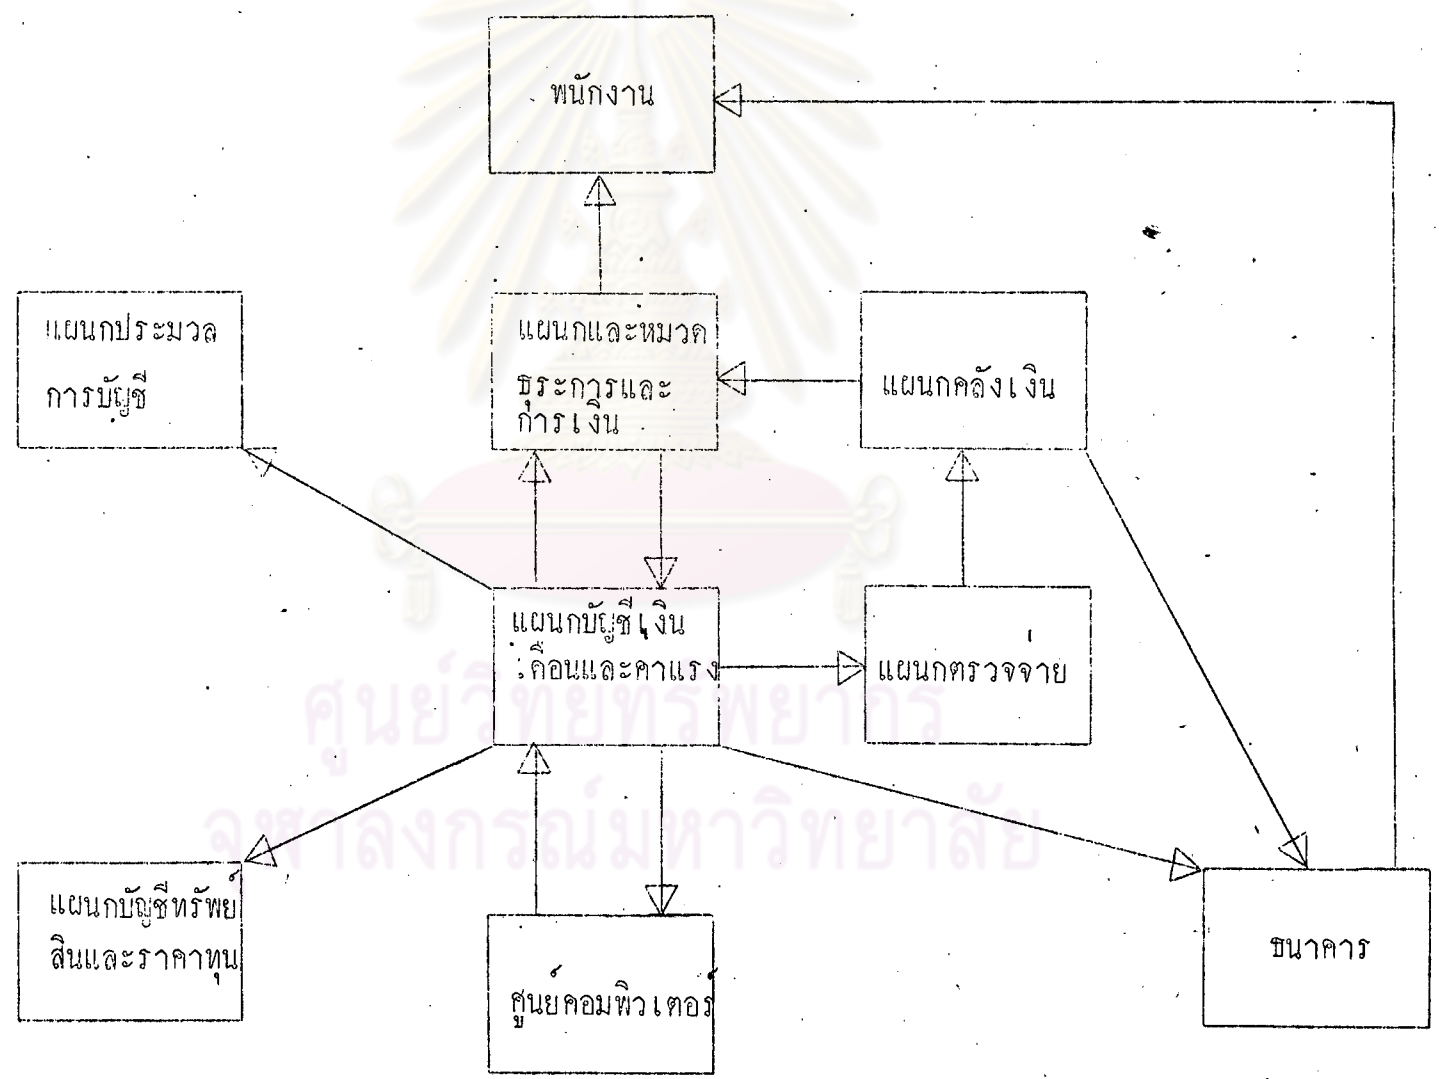 พนักงาน
แผนกประมวล
การบัญชี
แผนกและหมวด
ธุระการและ
การเงิน
แผนกคลังเงิน
แผนกบัญชีเงิน
เดือนและคาแรง
แผนกตรวจจ่าย
แผนกบัญชีทรัพย์
สินและราคาทุน
ศูนย์คอมพิวเตอร์
ธนาคาร
ศูนย์วิทยทรัพยากร
จุฬาลงกรณ์มหาวิทยาลัย